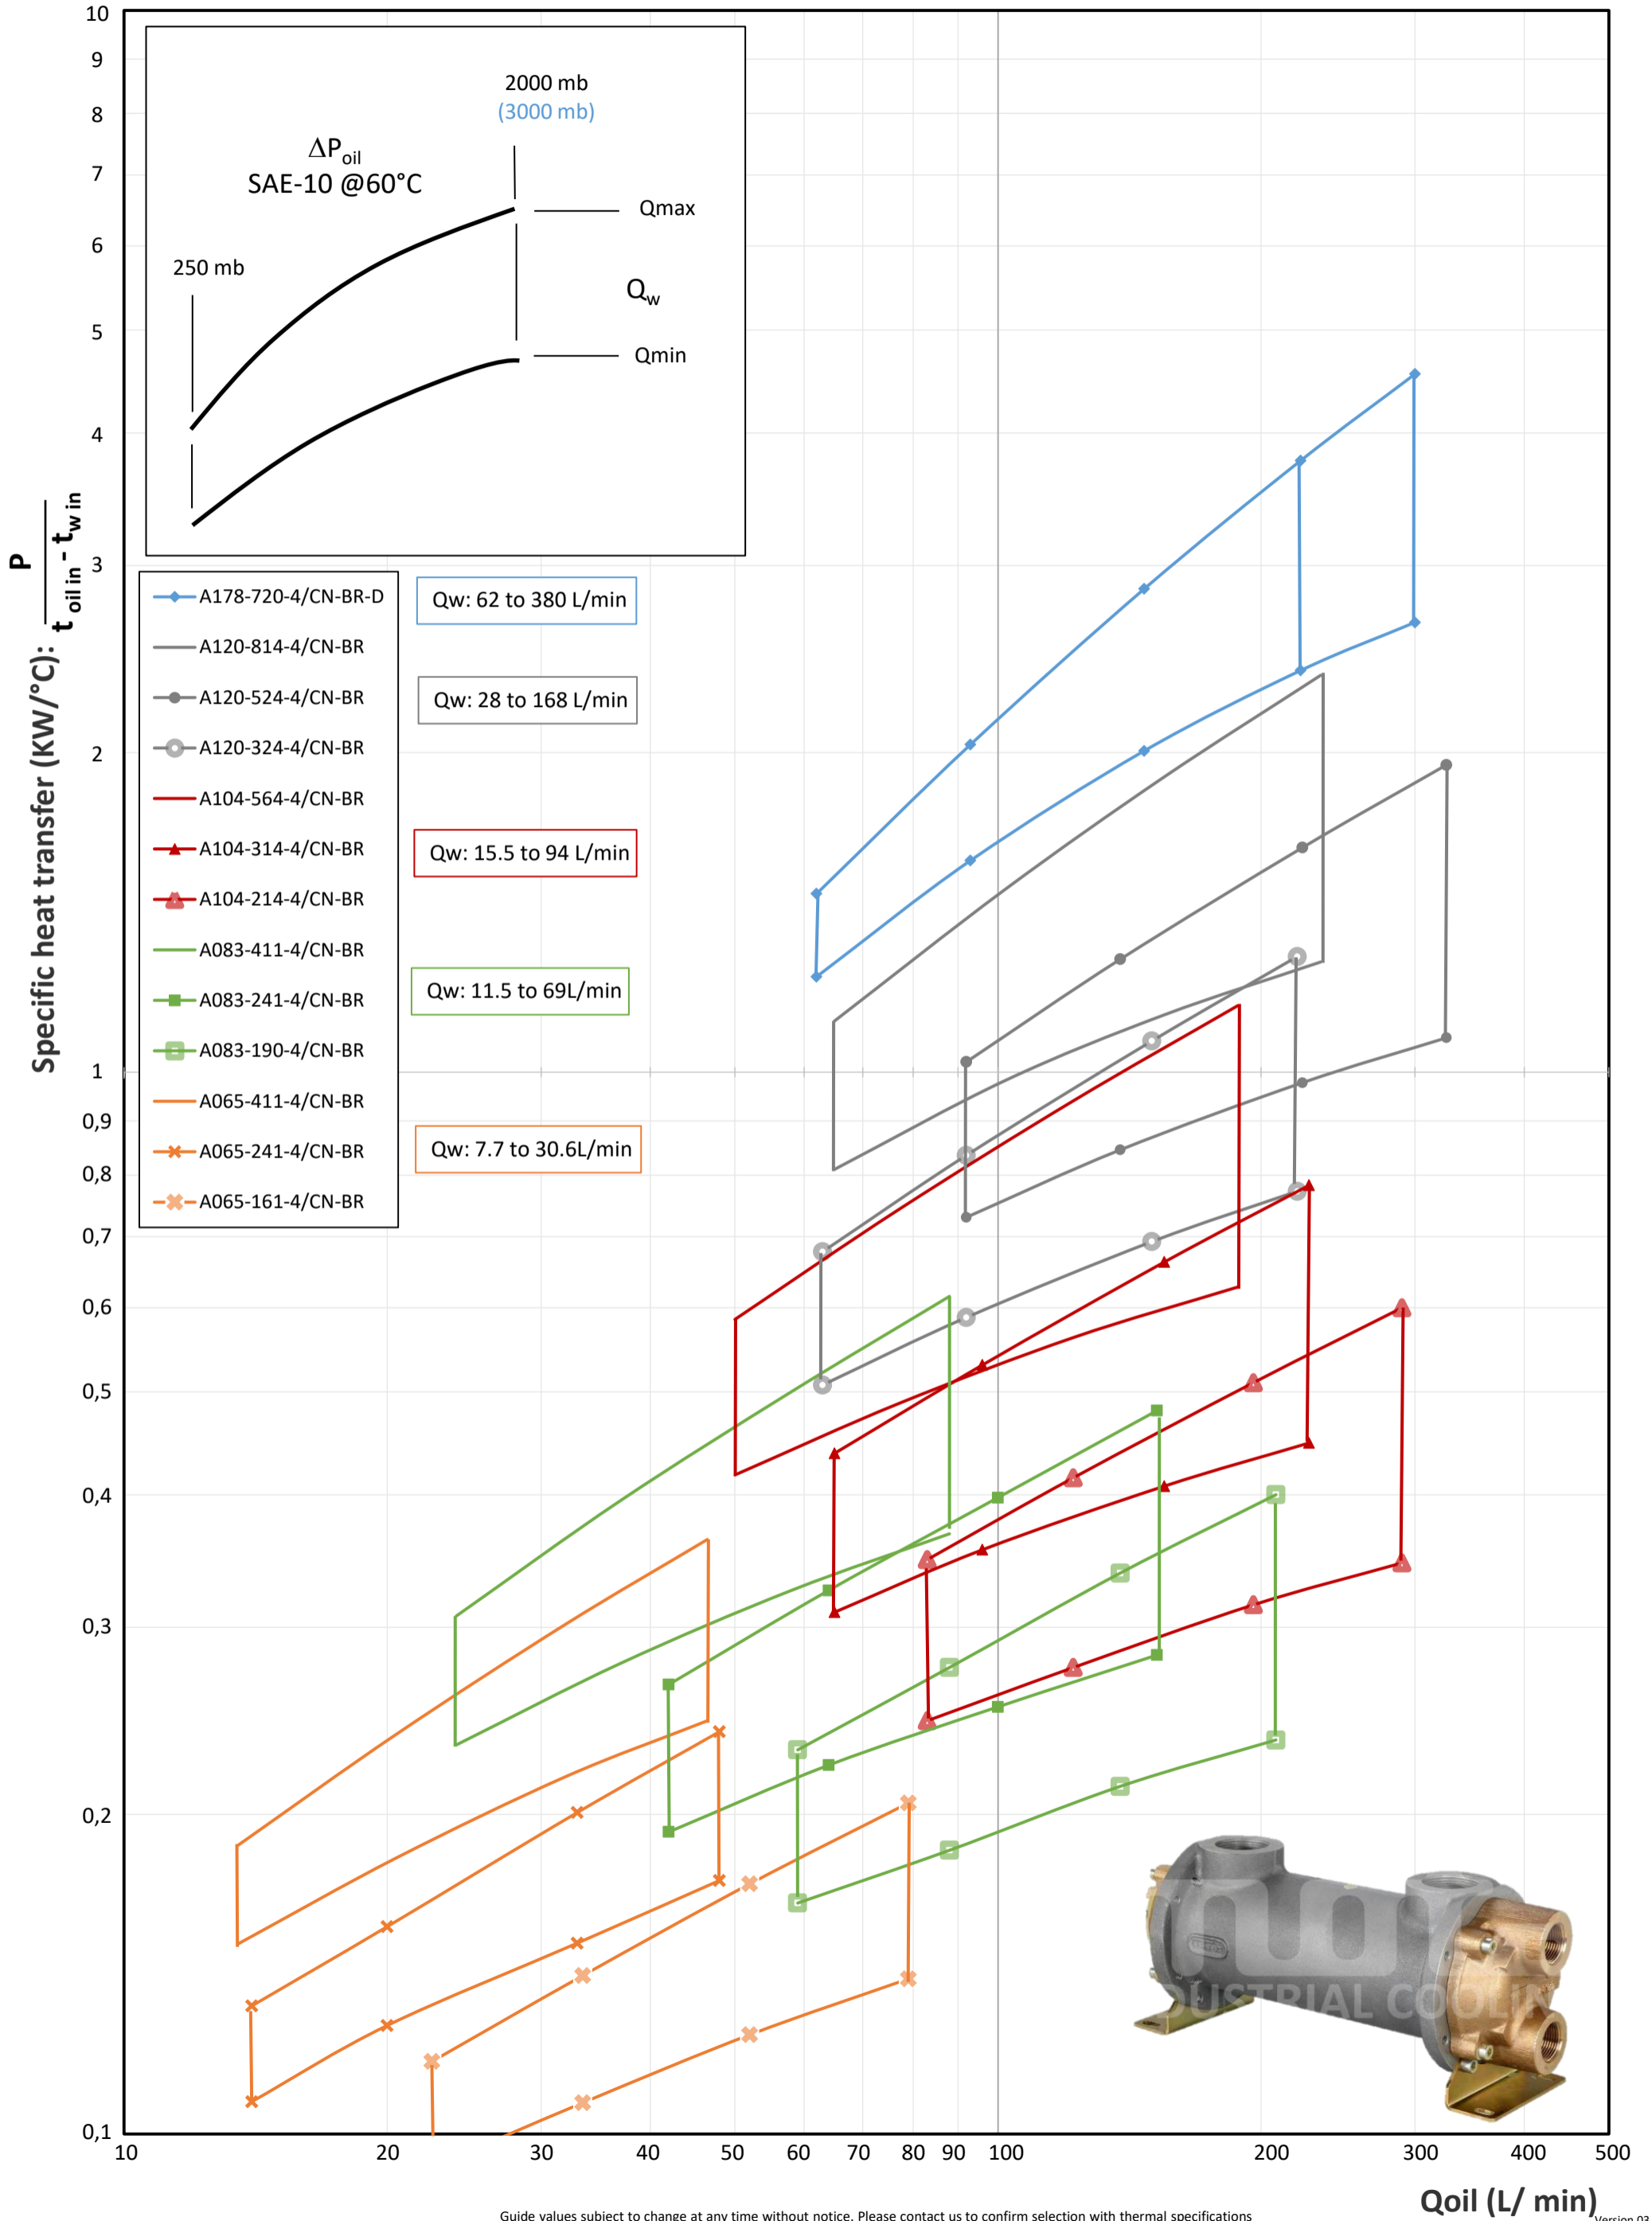 10
9
8
7
6
5
4
3
2
1
0,9
0,8
0,7
0,6
0,5
0,4
0,3
0,2
0,1
Specific heat transfer (KW/°C): P
t oil in - t w in
2000 mb
(3000 mb)
ΔPoil
SAE-10 @60°C
Qmax
250 mb
Qw
Qmin
A178-720-4/CN-BR-D
A120-814-4/CN-BR
A120-524-4/CN-BR
A120-324-4/CN-BR
A104-564-4/CN-BR
A104-314-4/CN-BR
A104-214-4/CN-BR
A083-411-4/CN-BR
A083-241-4/CN-BR
A083-190-4/CN-BR
A065-411-4/CN-BR
A065-241-4/CN-BR
A065-161-4/CN-BR
Qw: 62 to 380 L/min
Qw: 28 to 168 L/min
Qw: 15.5 to 94 L/min
Qw: 11.5 to 69L/min
Qw: 7.7 to 30.6L/min
DUSTRIAL COOLIN
10 20 30 40 50 60 70 80 90 100 200 300 400 500
Qoil (L/ min)
Guide values subject to change at any time without notice. Please contact us to confirm selection with thermal specifications
Version 03